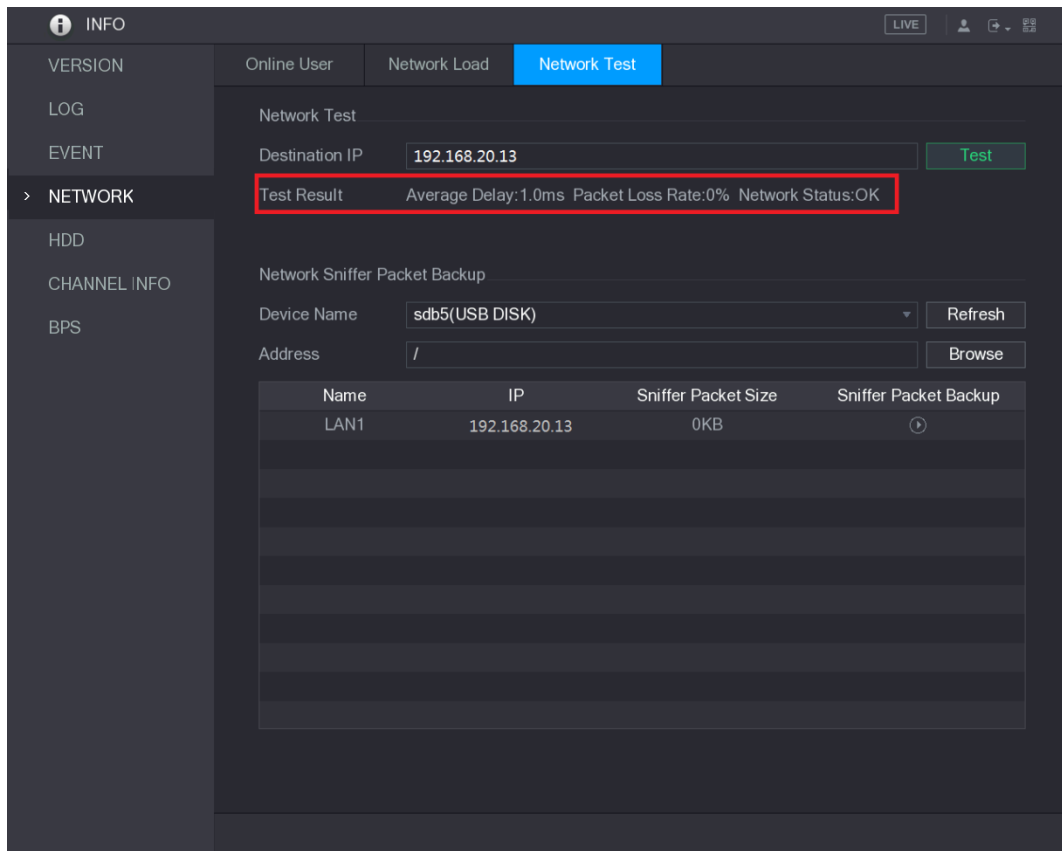 INFO LIVE
VERSION
LOG
EVENT
> NETWORK
HDD
CHANNEL INFO
BPS
Online User Network Load Network Test
Network Test
Destination IP 192.168.20.13 Test
Test Result Average Delay:1.0ms Packet Loss Rate:0% Network Status:OK
Network Sniffer Packet Backup
Device Name sdb5(USB DISK) Refresh
Address / Browse
Name IP Sniffer Packet Size Sniffer Packet Backup
LAN1 192.168.20.13 0KB